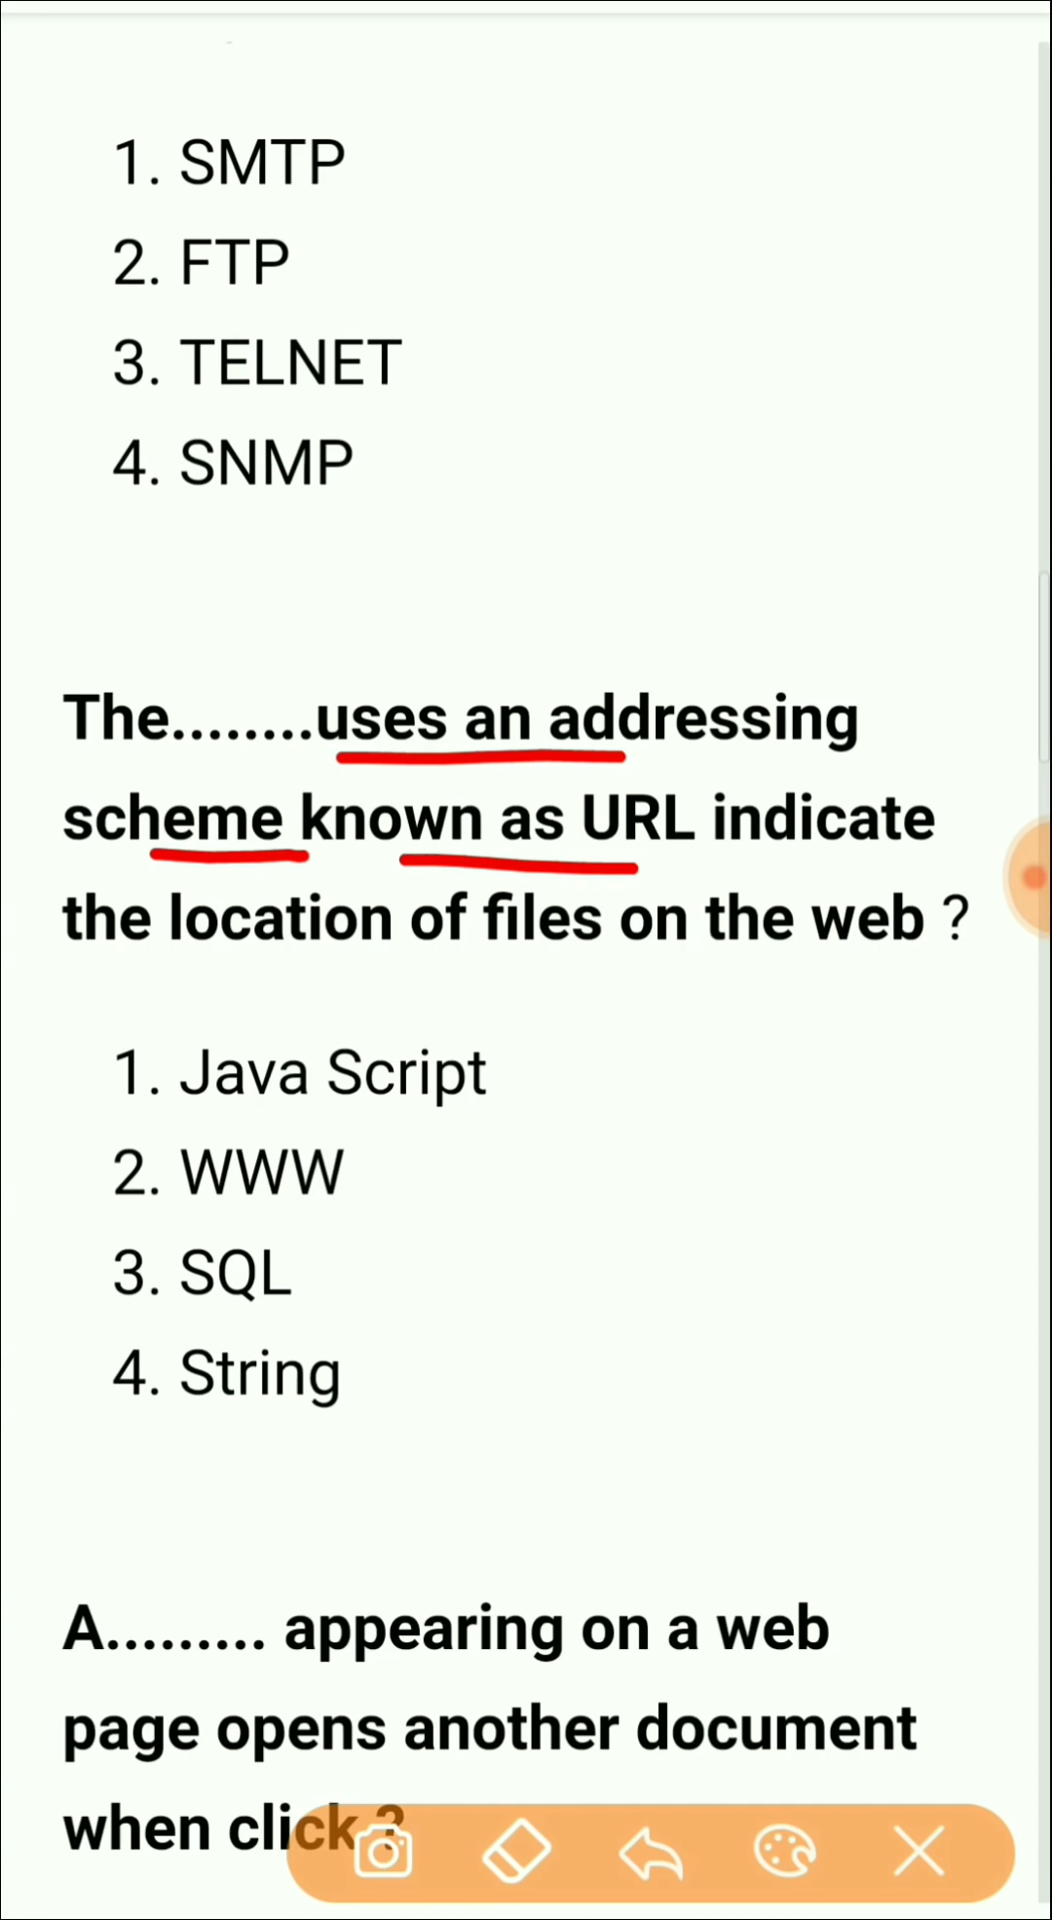 1. SMTP
2. FTP
3. TELNET
4. SNMP
The........uses an addressing
scheme known as URL indicate
the location of files on the web ?
1. Java Script
2. WWW
3. SQL
4. String
A......... appearing on a web
page opens another document
when click ?